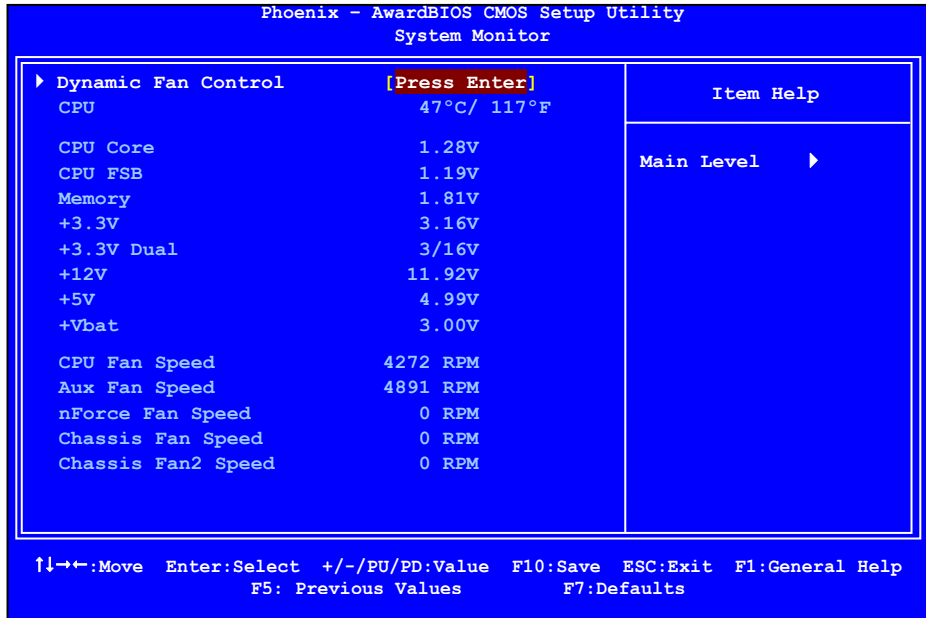 Phoenix – AwardBIOS CMOS Setup Utility
System Monitor
Dynamic Fan Control [Press Enter]
CPU 47°C/ 117°F
CPU Core 1.28V
CPU FSB 1.19V
Memory 1.81V
+3.3V 3.16V
+3.3V Dual 3/16V
+12V 11.92V
+5V 4.99V
+Vbat 3.00V
CPU Fan Speed 4272 RPM
Aux Fan Speed 4891 RPM
nForce Fan Speed 0 RPM
Chassis Fan Speed 0 RPM
Chassis Fan2 Speed 0 RPM
Item Help
Main Level
↑↓→←:Move Enter:Select +/-/PU/PD:Value F10:Save ESC:Exit F1:General Help
F5: Previous Values F7:Defaults